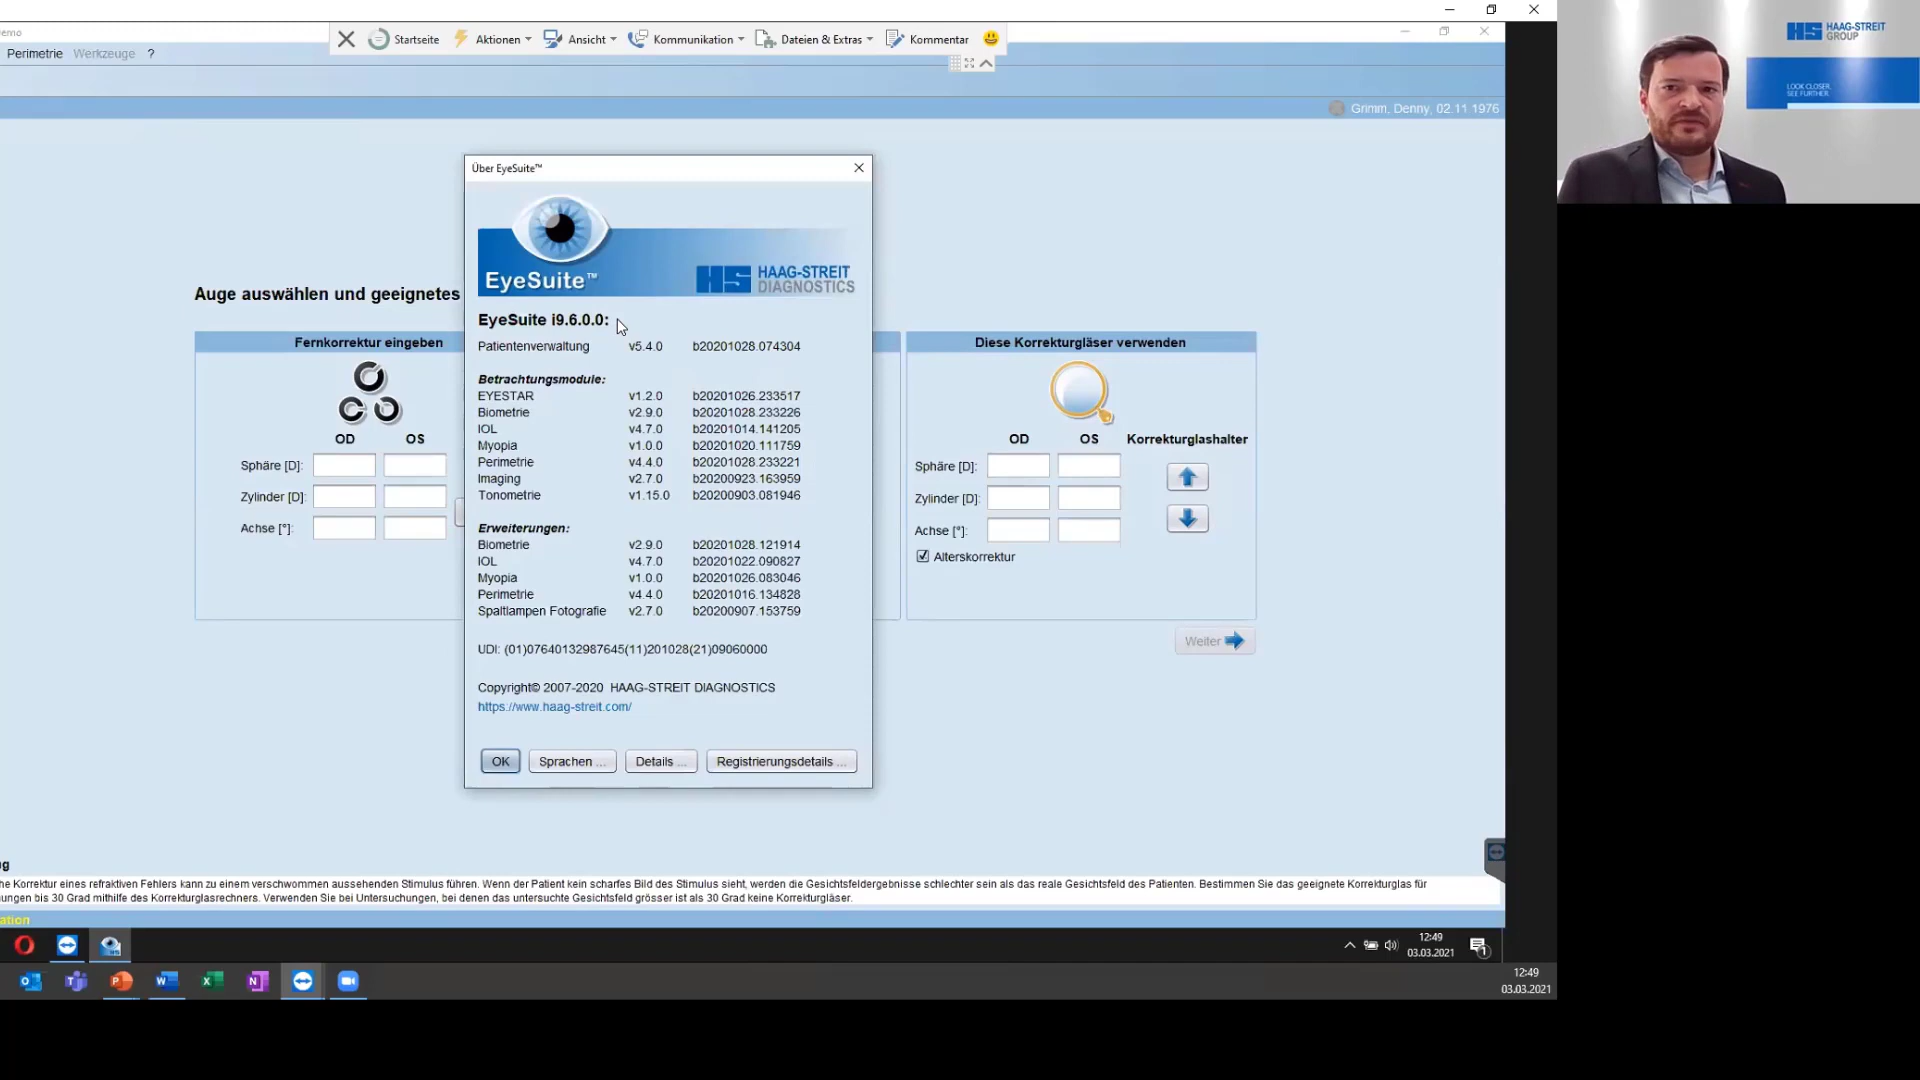 emo
Startseite
Aktionen
Ansicht
Kommunikation
Dateien & Extras
Kommentar
Perimetrie Werkzeuge ?
Grimm, Denny, 02.11 1976
HAAG-STREIT
GROUP
LOOK CLOSER.
SEE FURTHER.
Über EyeSuite™
EyeSuite™
HAAG-STREIT
DIAGNOSTICS
EyeSuite i9.6.0.0:
Patientenverwaltung v5.4.0 b20201028.074304
Betrachtungsmodule:
EYESTAR v1.2.0 b20201026.233517
Biometrie v2.9.0 b20201028.233226
IOL v4.7.0 b20201014.141205
Myopia v1.0.0 b20201020.111759
Perimetrie v4.4.0 b20201028.233221
Imaging v2.7.0 b20200923.163959
Tonometrie v1.15.0 b20200903.081946
Erweiterungen:
Biometrie v2.9.0 b20201028.121914
IOL v4.7.0 b20201022.090827
Myopia v1.0.0 b20201026.083046
Perimetrie v4.4.0 b20201016.134828
Spaltlampen Fotografie v2.7.0 b20200907.153759
UDI: (01)07640132987645(11)201028(21)09060000
Copyright© 2007-2020 HAAG-STREIT DIAGNOSTICS
https://www.haag-streit.com/
OK
Sprachen ...
Details ...
Registrierungsdetails ...
Auge auswählen und geeignetes
Fernkorrektur eingeben
OD OS
Sphäre [D]:
Zylinder [D]:
Achse [°]:
Diese Korrekturgläser verwenden
OD OS Korrekturglashalter
Sphäre [D]:
Zylinder [D]:
Achse [°]:
Alterskorrektur
Weiter
g
he Korrektur eines refraktiven Fehlers kann zu einem verschwommen aussehenden Stimulus führen. Wenn der Patient kein scharfes Bild des Stimulus sieht, werden die Gesichtsfeldergebnisse schlechter sein als das reale Gesichtsfeld des Patienten. Bestimmen Sie das geeignete Korrekturglas für
ungen bis 30 Grad mithilfe des Korrekturglasrechners. Verwenden Sie bei Untersuchungen, bei denen das untersuchte Gesichtsfeld grösser ist als 30 Grad keine Korrekturgläser.
ation
12:49
03.03.2021
1
12:49
03.03.2021